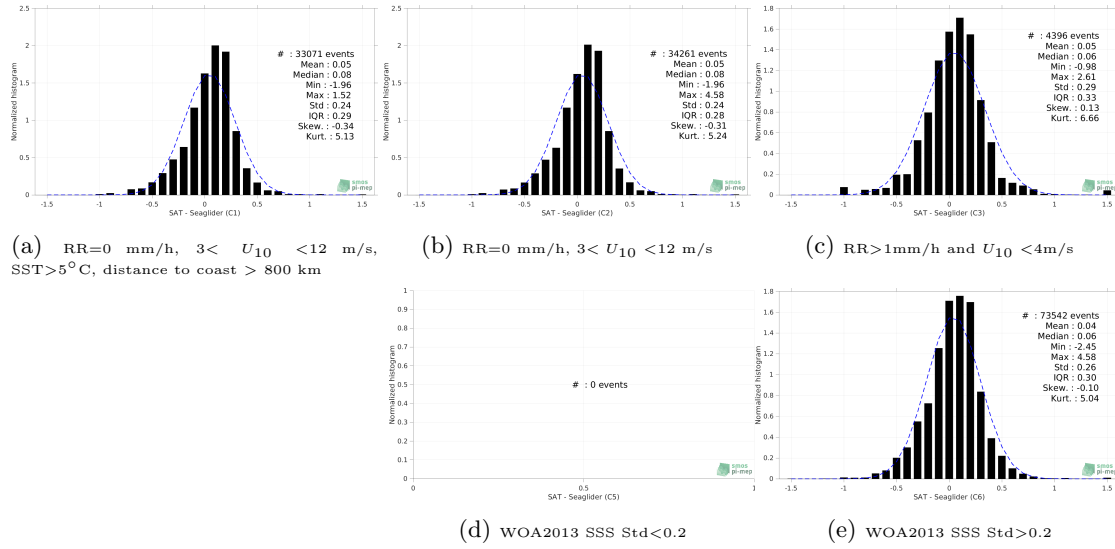 2.5
2
1.5
1
0.5
0
Normalized histogram
# : 33071 events
Mean : 0.05
Median : 0.08
Min : -1.96
Max : 1.52
Std : 0.24
IQR : 0.29
Skew. : -0.34
Kurt. : 5.13
smos
pi-mep
-1.5 -1 -0.5 0 0.5 1 1.5
SAT - Seaglider (C1)
(a) RR=0 mm/h, 3< U10 <12 m/s,
SST>5°C, distance to coast > 800 km
2.5
2
1.5
1
0.5
0
Normalized histogram
# : 34261 events
Mean : 0.05
Median : 0.08
Min : -1.96
Max : 4.58
Std : 0.24
IQR : 0.28
Skew. : -0.31
Kurt. : 5.24
smos
pi-mep
-1.5 -1 -0.5 0 0.5 1 1.5
SAT - Seaglider (C2)
(b) RR=0 mm/h, 3< U10 <12 m/s
1.8
1.6
1.4
1.2
1
0.8
0.6
0.4
0.2
0
Normalized histogram
# : 4396 events
Mean : 0.05
Median : 0.06
Min : -0.98
Max : 2.61
Std : 0.29
IQR : 0.33
Skew. : 0.13
Kurt. : 6.66
smos
pi-mep
-1.5 -1 -0.5 0 0.5 1 1.5
SAT - Seaglider (C3)
(c) RR>1mm/h and U10 <4m/s
1
0.9
0.8
0.7
0.6
0.5
0.4
0.3
0.2
0.1
0
Normalized histogram
# : 0 events
smos
pi-mep
0 0.5 1
SAT - Seaglider (C5)
(d) WOA2013 SSS Std<0.2
1.8
1.6
1.4
1.2
1
0.8
0.6
0.4
0.2
0
Normalized histogram
# : 73542 events
Mean : 0.04
Median : 0.06
Min : -2.45
Max : 4.58
Std : 0.26
IQR : 0.30
Skew. : -0.10
Kurt. : 5.04
smos
pi-mep
-1.5 -1 -0.5 0 0.5 1 1.5
SAT - Seaglider (C6)
(e) WOA2013 SSS Std>0.2